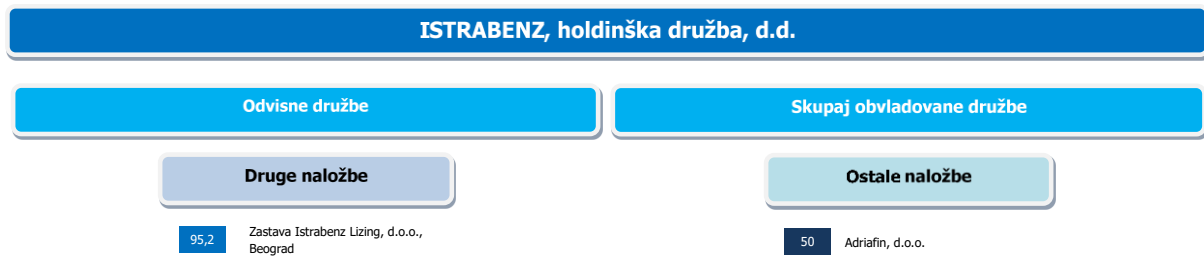 ISTRABENZ, holdinška družba, d.d.
Odvisne družbe
Skupaj obvladovane družbe
Druge naložbe
Ostale naložbe
95,2
Zastava Istrabenz Lizing, d.o.o.,
Beograd
50
Adriafin, d.o.o.